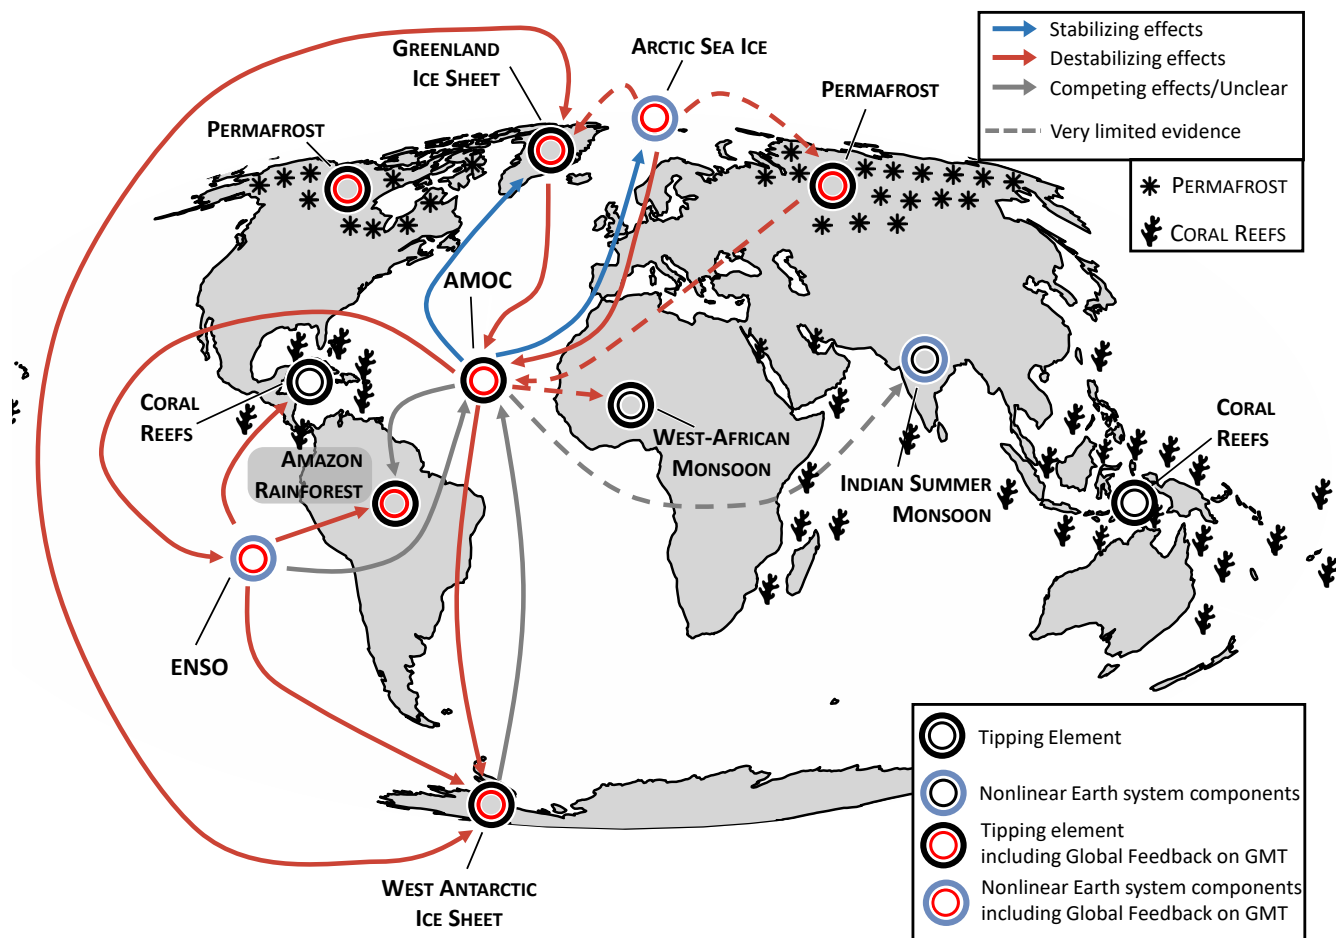 Stabilizing effects
Destabilizing effects
Competing effects/Unclear
Very limited evidence
PERMAFROST
CORAL REEFS
GREENLAND
ICE SHEET
ARCTIC SEA ICE
PERMAFROST
PERMAFROST
AMOC
CORAL
REEFS
AMAZON
RAINFOREST
WEST-AFRICAN
MONSOON
INDIAN SUMMER
MONSOON
CORAL
REEFS
ENSO
WEST ANTARCTIC
ICE SHEET
Tipping Element
Nonlinear Earth system components
Tipping element
including Global Feedback on GMT
Nonlinear Earth system components
including Global Feedback on GMT